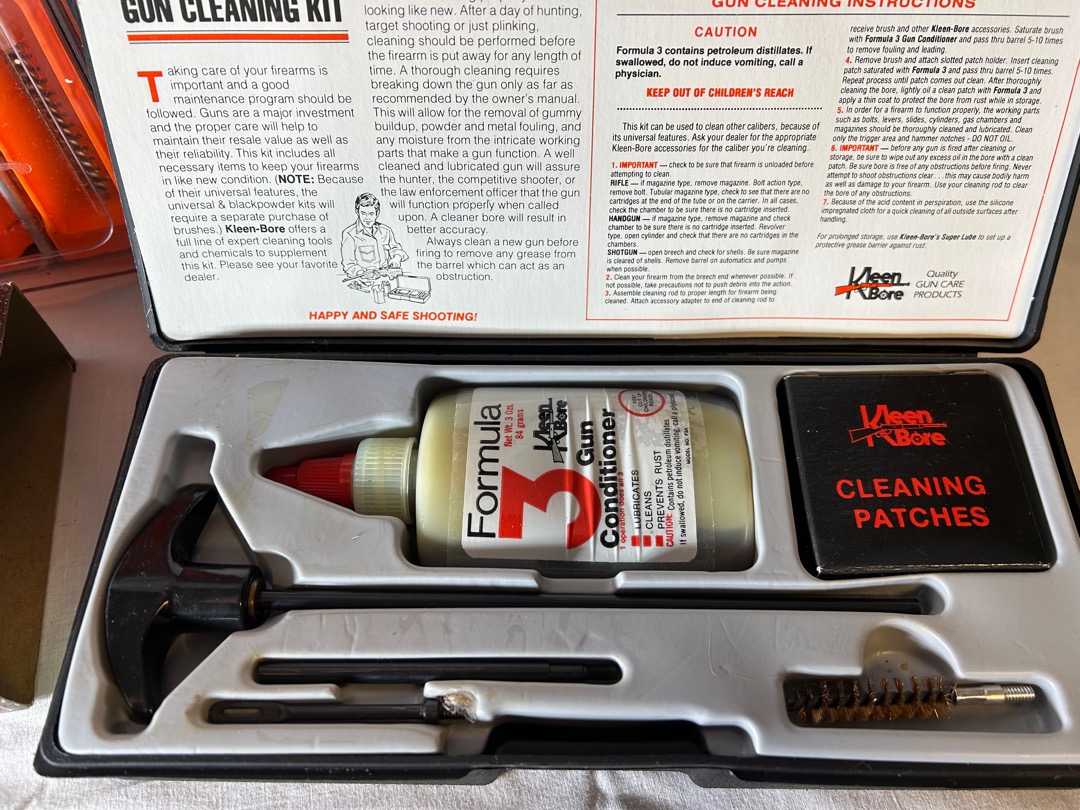 GUN CLEANING KIT
Taking care of your firearms is
important and a good
maintenance program should be
followed. Guns are a major investment
and the proper care will help to
maintain their resale value as well as
their reliability. This kit includes all
necessary items to keep your firearms
in like new condition. (NOTE: Because
of their universal features, the
universal & blackpowder kits will
require a separate purchase of
brushes.) Kleen-Bore offers a
full line of expert cleaning tools
and chemicals to supplement
this kit. Please see your favorite
dealer.
looking like new. After a day of hunting,
target shooting or just plinking,
cleaning should be performed before
the firearm is put away for any length of
time. A thorough cleaning requires
breaking down the gun only as far as
recommended by the owner's manual.
This will allow for the removal of gummy
buildup, powder and metal fouling, and
any moisture from the intricate working
parts that make a gun function. A well
cleaned and lubricated gun will assure
the hunter, the competitive shooter, or
the law enforcement officer that the gun
will function properly when called
upon. A cleaner bore will result in
better accuracy.
Always clean a new gun before
firing to remove any grease from
the barrel which can act as an
obstruction.
HAPPY AND SAFE SHOOTING!
GUN CLEANING INSTRUCTIONS
CAUTION
Formula 3 contains petroleum distillates. If
swallowed, do not induce vomiting, call a
physician.
KEEP OUT OF CHILDREN'S REACH
This kit can be used to clean other calibers, because of
its universal features. Ask your dealer for the appropriate
Kleen-Bore accessories for the caliber you're cleaning.
1. IMPORTANT — check to be sure that firearm is unloaded before
attempting to clean.
RIFLE — if magazine type, remove magazine. Bolt action type,
remove bolt. Tubular magazine type, check to see that there are no
cartridges at the end of the tube or on the carrier. In all cases,
check the chamber to be sure there is no cartridge inserted.
HANDGUN — if magazine type, remove magazine and check
chamber to be sure there is no cartridge inserted. Revolver
type, open cylinder and check that there are no cartridges in the
chambers.
SHOTGUN — open breech and check for shells. Be sure magazine
is cleared of shells. Remove barrel on automatics and pumps
when possible.
2. Clean your firearm from the breech end whenever possible. If
not possible, take precautions not to push debris into the action.
3. Assemble cleaning rod to proper length for firearm being
cleaned. Attach accessory adapter to end of cleaning rod to
receive brush and other Kleen-Bore accessories. Saturate brush
with Formula 3 Gun Conditioner and pass thru barrel 5-10 times
to remove fouling and leading.
4. Remove brush and attach slotted patch holder. Insert cleaning
patch saturated with Formula 3 and pass thru barrel 5-10 times.
Repeat process until patch comes out clean. After thoroughly
cleaning the bore, lightly oil a clean patch with Formula 3 and
apply a thin coat to protect the bore from rust while in storage.
5. In order for a firearm to function properly, the working parts
such as bolts, levers, slides, cylinders, gas chambers and
magazines should be thoroughly cleaned and lubricated. Clean
only the trigger area and hammer notches - DO NOT OIL.
6. IMPORTANT — before any gun is fired after cleaning or
storage, be sure to wipe out any excess oil in the bore with a clean
patch. Be sure bore is free of any obstructions before firing. Never
attempt to shoot obstructions clear . . . this may cause bodily harm
as well as damage to your firearm. Use your cleaning rod to clear
the bore of any obstructions.
7. Because of the acid content in perspiration, use the silicone
impregnated cloth for a quick cleaning of all outside surfaces after
handling.
For prolonged storage, use Kleen-Bore's Super Lube to set up a
protective grease barrier against rust.
Kleen
Bore
Quality
GUN CARE
PRODUCTS
Formula
3
Net Wt. 3 Oz.
84 grams
Kleen
Bore
Gun
Conditioner
1 operation does all 3
LUBRICATES
CLEANS
PREVENTS RUST
CAUTION: Contains petroleum distillates
If swallowed, do not induce vomiting, call a
KEEP
OUT OF
CHILDREN'S
REACH
MODEL NO.
Kleen
Bore
CLEANING
PATCHES